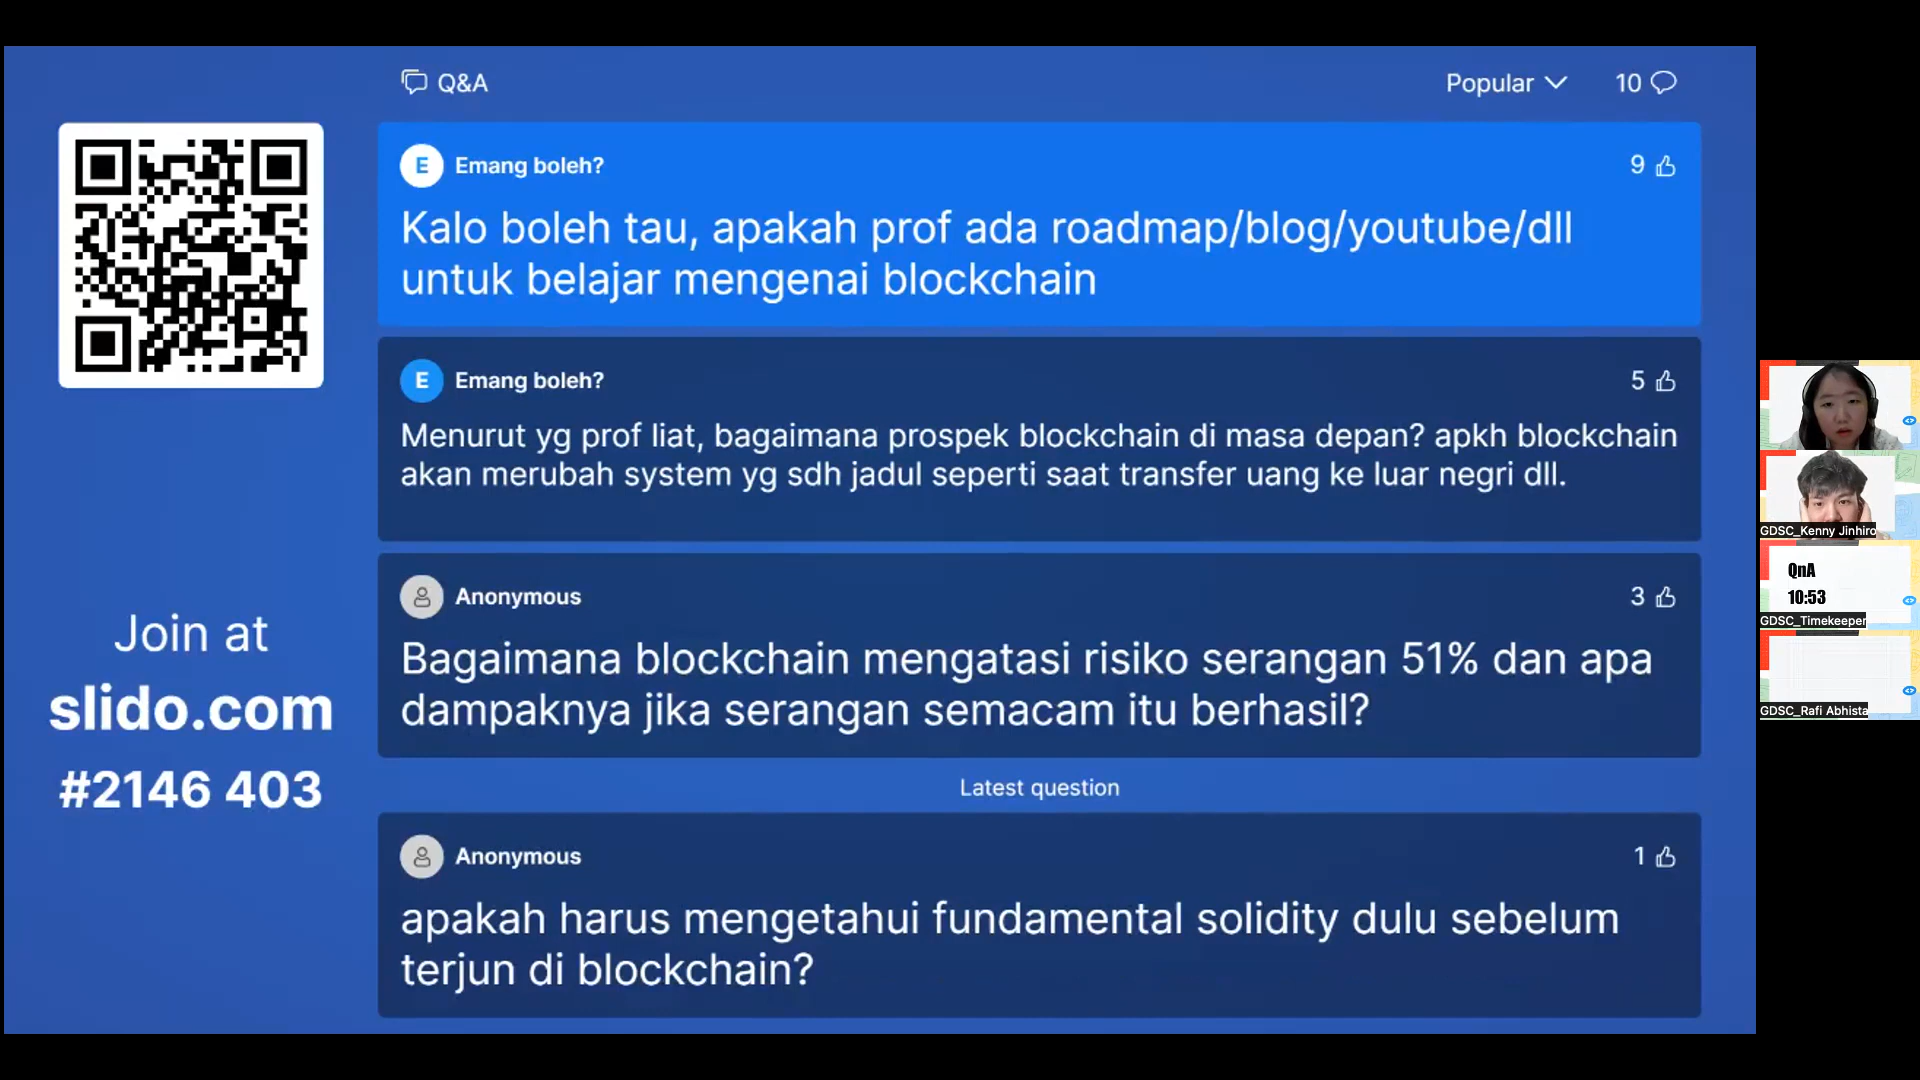 Q&A
Popular
10
E
Emang boleh?
9
Kalo boleh tau, apakah prof ada roadmap/blog/youtube/dll
untuk belajar mengenai blockchain
E
Emang boleh?
5
Menurut yg prof liat, bagaimana prospek blockchain di masa depan? apkh blockchain
akan merubah system yg sdh jadul seperti saat transfer uang ke luar negri dll.
Anonymous
3
Bagaimana blockchain mengatasi risiko serangan 51% dan apa
dampaknya jika serangan semacam itu berhasil?
Latest question
Anonymous
1
apakah harus mengetahui fundamental solidity dulu sebelum
terjun di blockchain?
Join at
slido.com
#2146 403
GDSC_Kenny Jinhiro
QnA
10:53
GDSC_Timekeeper
GDSC_Rafi Abhista